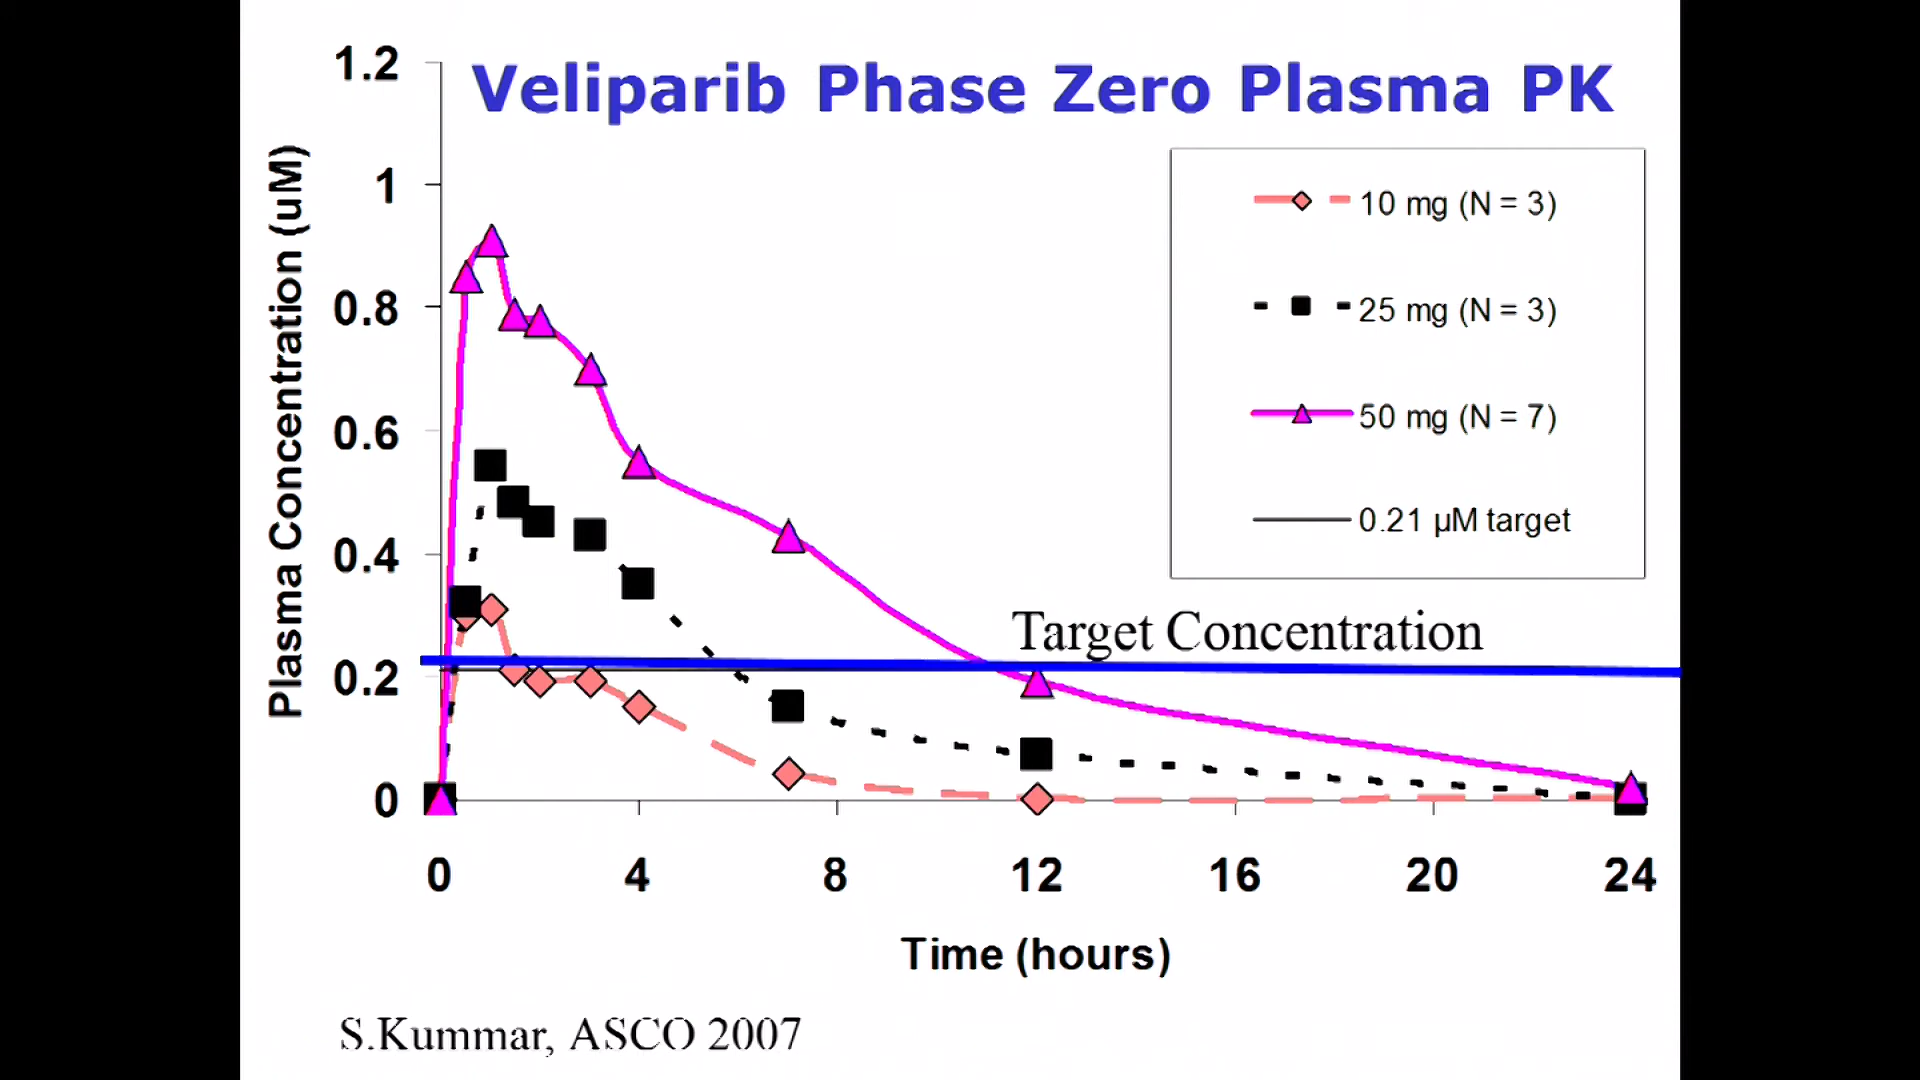 Veliparib Phase Zero Plasma PK
Plasma Concentration (uM)
1.2
1
0.8
0.6
0.4
0.2
0
10 mg (N = 3)
25 mg (N = 3)
50 mg (N = 7)
0.21 µM target
Target Concentration
0 4 8 12 16 20 24
Time (hours)
S.Kummar, ASCO 2007